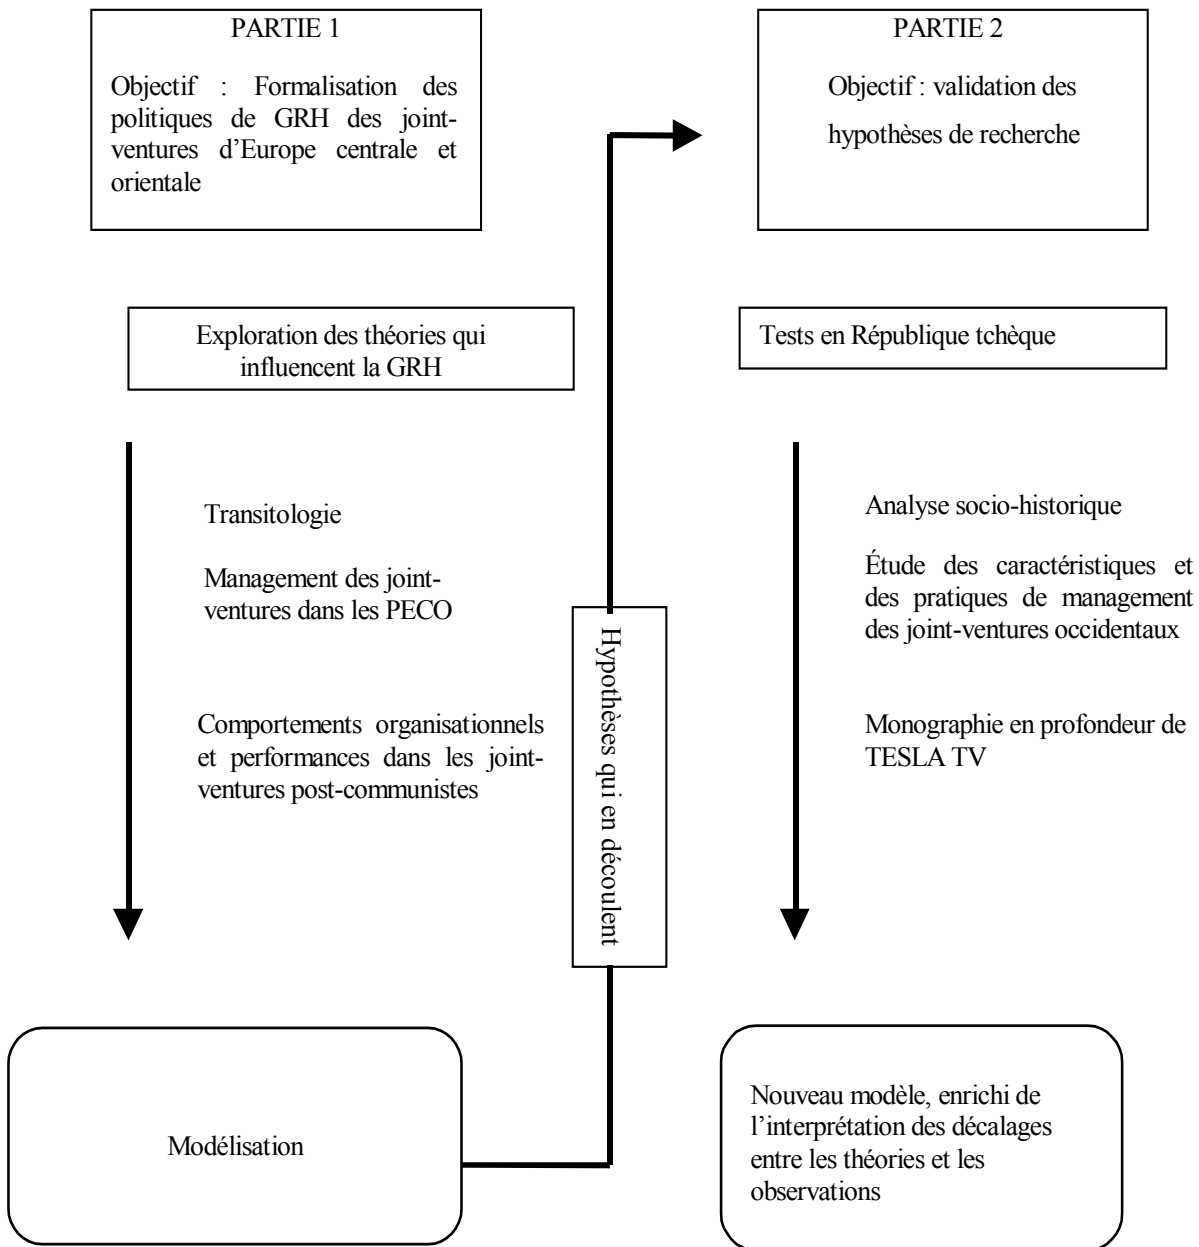 PARTIE 1
Objectif : Formalisation des
politiques de GRH des joint-
ventures d’Europe centrale et
orientale
Exploration des théories qui
influencent la GRH
Transitologie
Management des joint-
ventures dans les PECO
Comportements organisationnels
et performances dans les joint-
ventures post-communistes
Modélisation
Hypothèses qui en découlent
PARTIE 2
Objectif : validation des
hypothèses de recherche
Tests en République tchèque
Analyse socio-historique
Étude des caractéristiques et
des pratiques de management
des joint-ventures occidentaux
Monographie en profondeur de
TESLA TV
Nouveau modèle, enrichi de
l’interprétation des décalages
entre les théories et les
observations